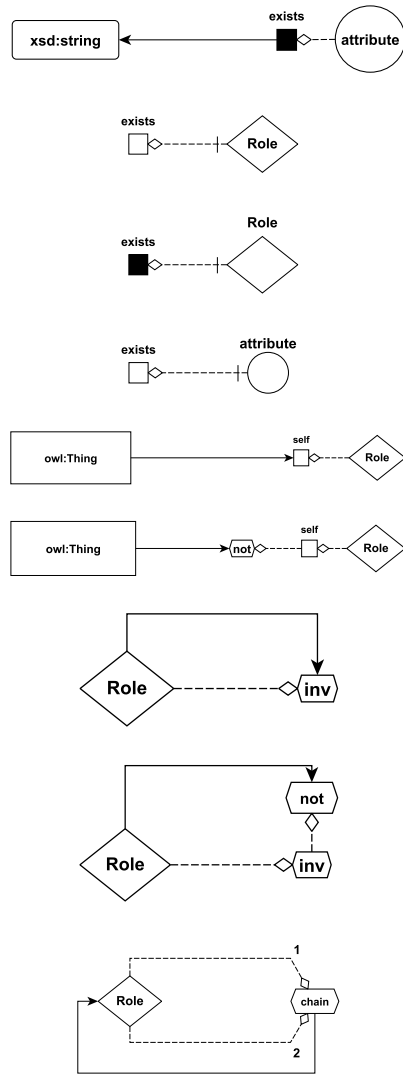 exists
xsd:string
attribute
exists
Role
Role
exists
attribute
exists
self
owl:Thing
Role
self
owl:Thing
not
Role
Role
inv
not
Role
inv
1
Role
chain
2